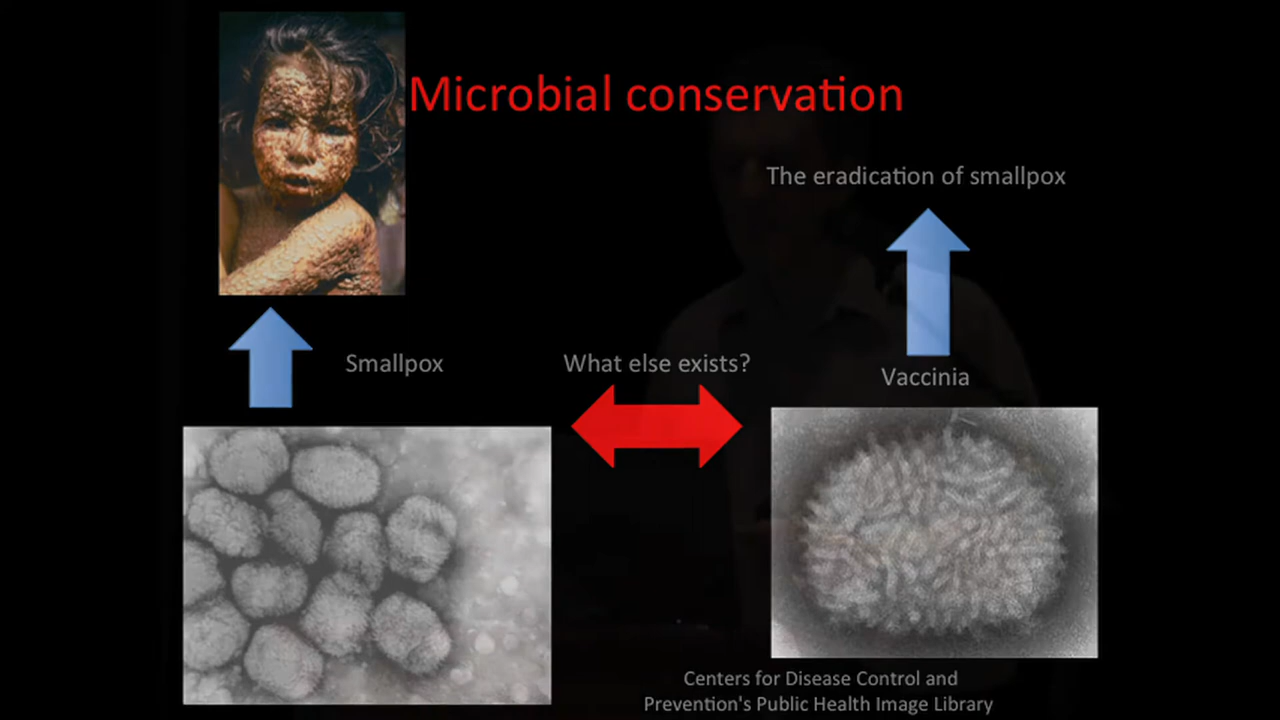 Microbial conservation
The eradication of smallpox
Smallpox
What else exists?
Vaccinia
Centers for Disease Control and
Prevention's Public Health Image Library